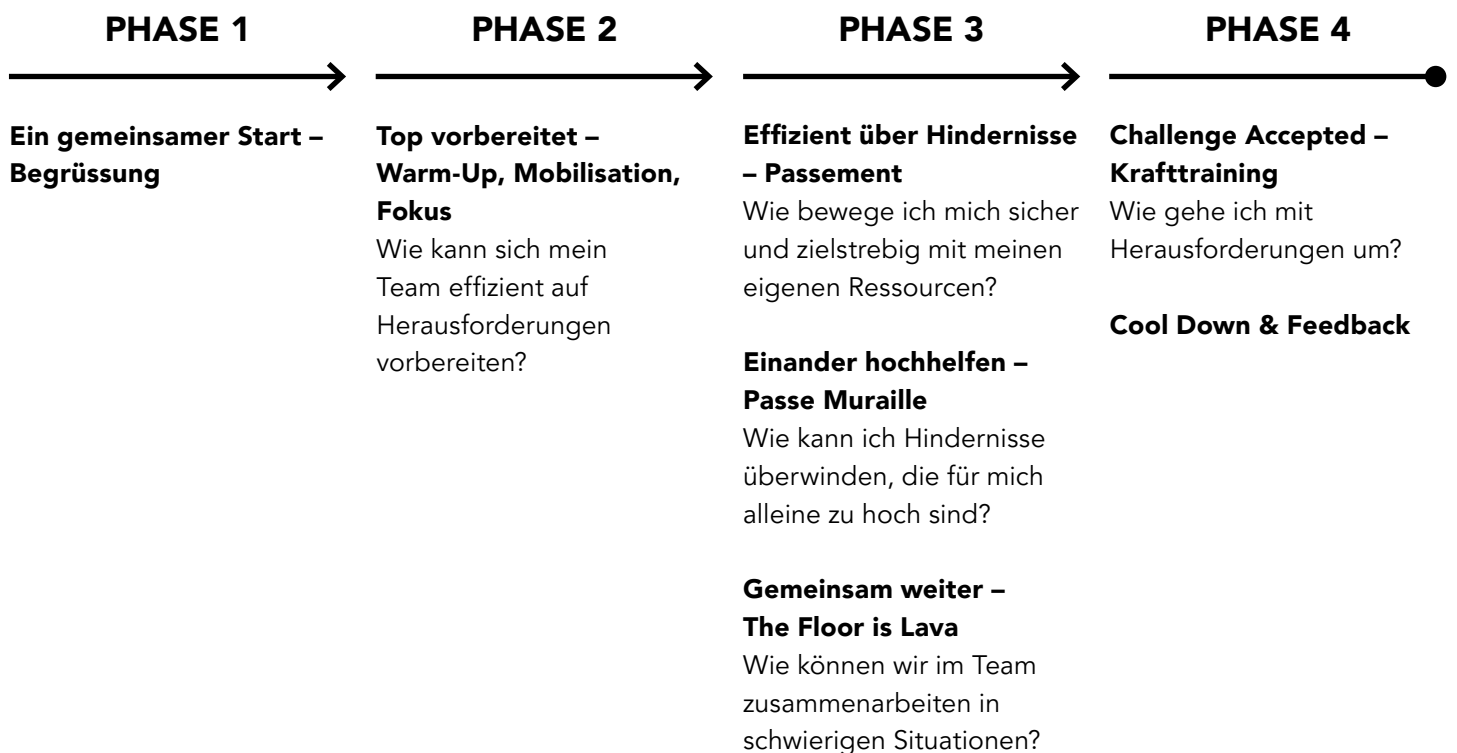 PHASE 1
Ein gemeinsamer Start –
Begrüssung
PHASE 2
Top vorbereitet –
Warm-Up, Mobilisation,
Fokus
Wie kann sich mein
Team effizient auf
Herausforderungen
vorbereiten?
PHASE 3
Effizient über Hindernisse
– Passement
Wie bewege ich mich sicher
und zielstrebig mit meinen
eigenen Ressourcen?
Einander hochhelfen –
Passe Muraille
Wie kann ich Hindernisse
überwinden, die für mich
alleine zu hoch sind?
Gemeinsam weiter –
The Floor is Lava
Wie können wir im Team
zusammenarbeiten in
schwierigen Situationen?
PHASE 4
Challenge Accepted –
Krafttraining
Wie gehe ich mit
Herausforderungen um?
Cool Down & Feedback